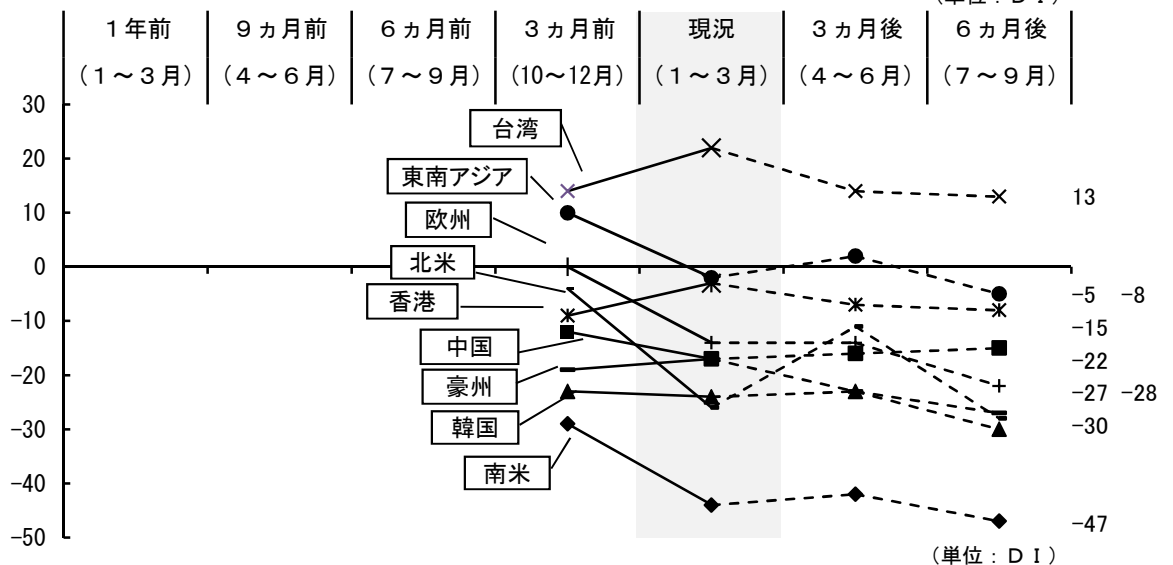 （単位：ＤＩ）
１年前 ９ヵ月前 ６ヵ月前 ３ヵ月前 現況 ３ヵ月後 ６ヵ月後
（１～３月） （４～６月） （７～９月） （10～12月） （１～３月） （４～６月） （７～９月）
30
台湾
20
東南アジア
13
10
欧州
0
北米
-5 -8
香港
-10
-15
中国
-22
豪州
-20
-27 -28
韓国
-30
-30
南米
-40
-47
-50
（単位：ＤＩ）